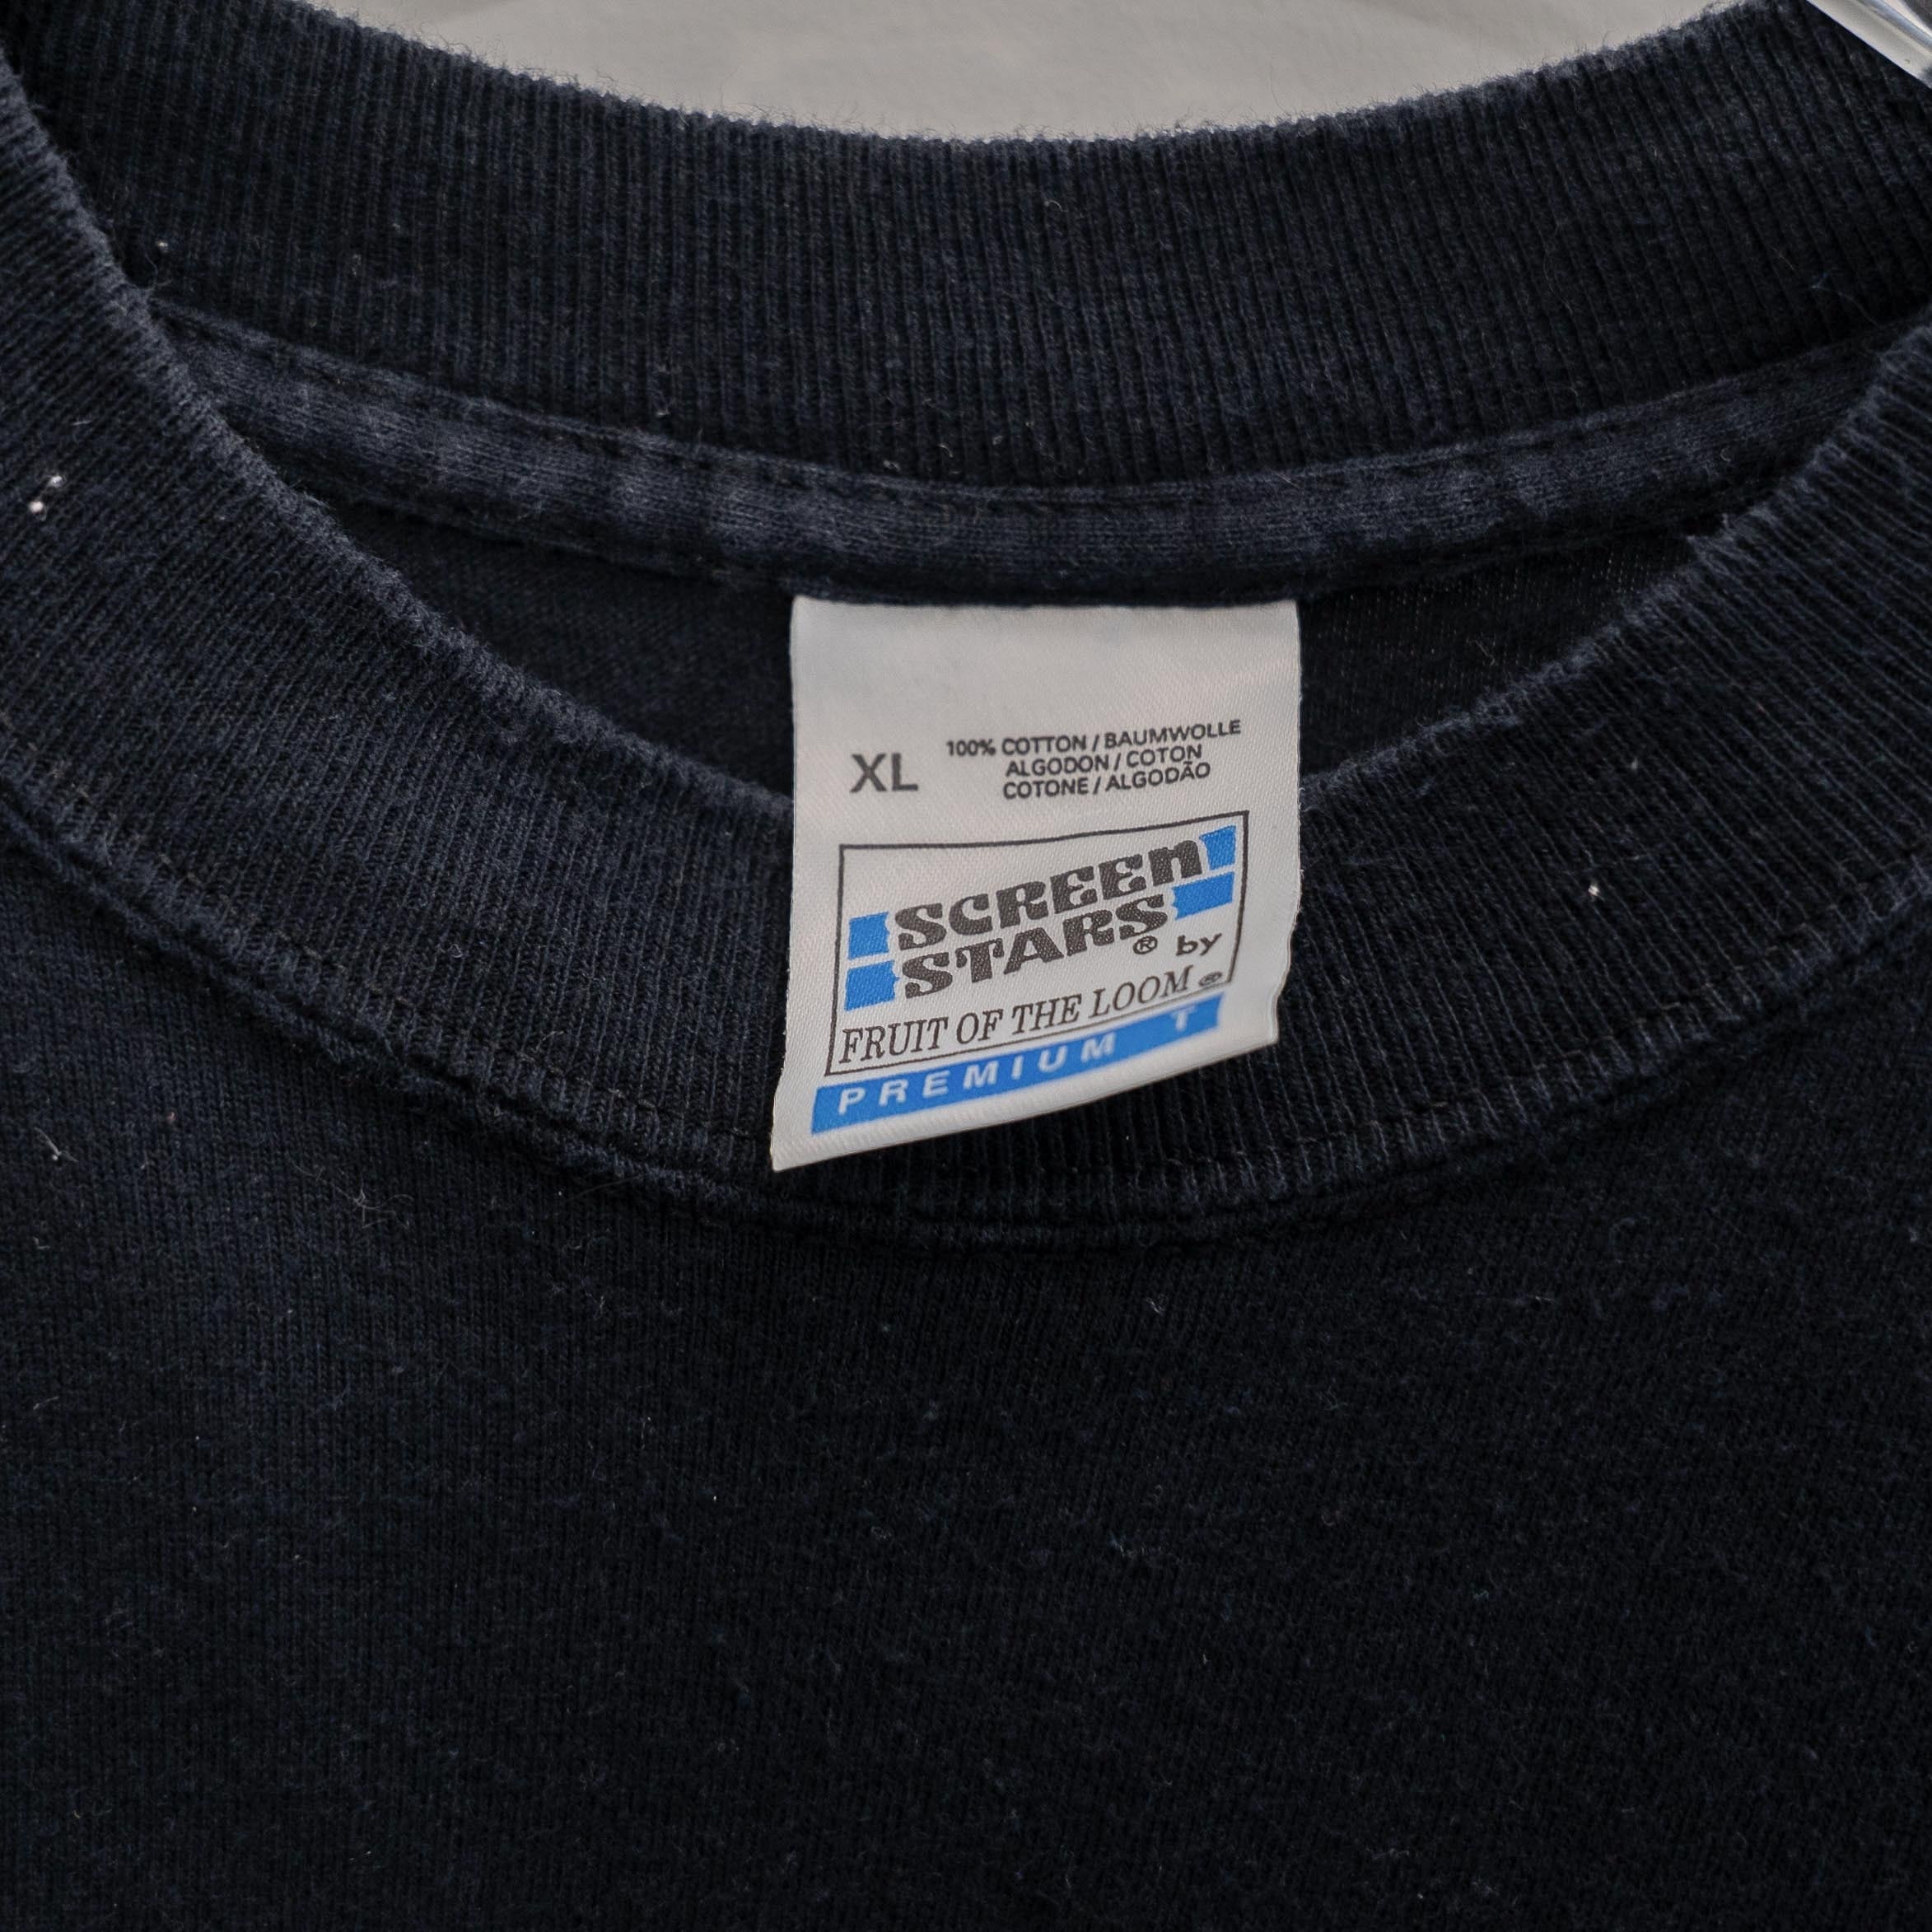 XL
100% COTTON / BAUMWOLLE
ALGODON / COTON
COTONE / ALGODÃO
SCREEN
STARS® by
FRUIT OF THE LOOM
PREMIUM T